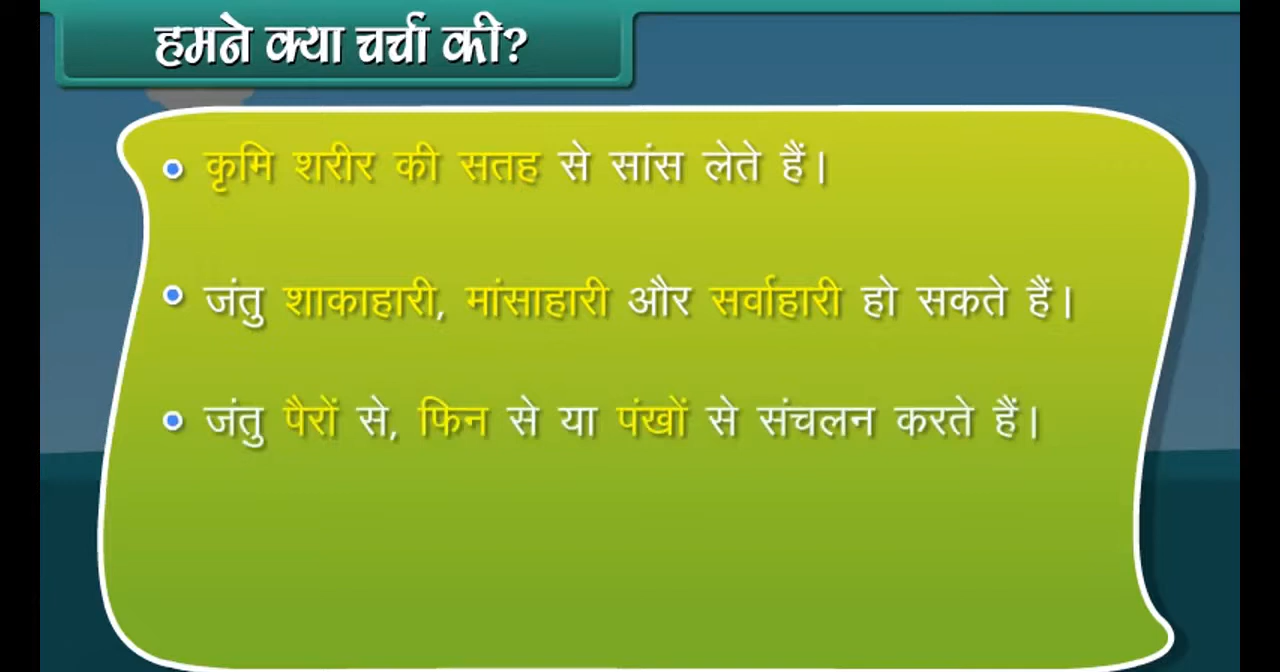 हमने क्या चर्चा की?
कृमि शरीर की सतह से सांस लेते हैं।
जंतु शाकाहारी, मांसाहारी और सर्वाहारी हो सकते हैं।
जंतु पैरों से, फिन से या पंखों से संचलन करते हैं।